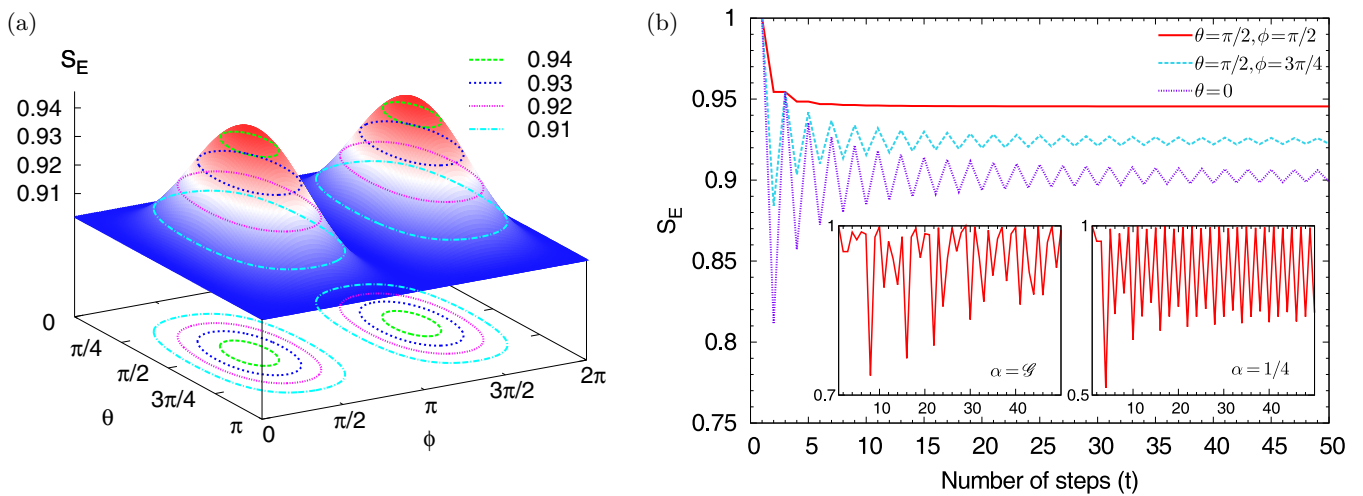 (a)
S_E
0.94
0.93
0.92
0.91
0.94
0.93
0.92
0.91
0
π/4
π/2
3π/4
π
θ
0
π/2
π
3π/2
2π
ϕ
(b)
1
0.95
0.9
0.85
0.8
0.75
S_E
θ=π/2,ϕ=π/2
θ=π/2,ϕ=3π/4
θ=0
1
0.7
α=𝒢
10 20 30 40
1
0.5
α=1/4
10 20 30 40
0 5 10 15 20 25 30 35 40 45 50
Number of steps (t)